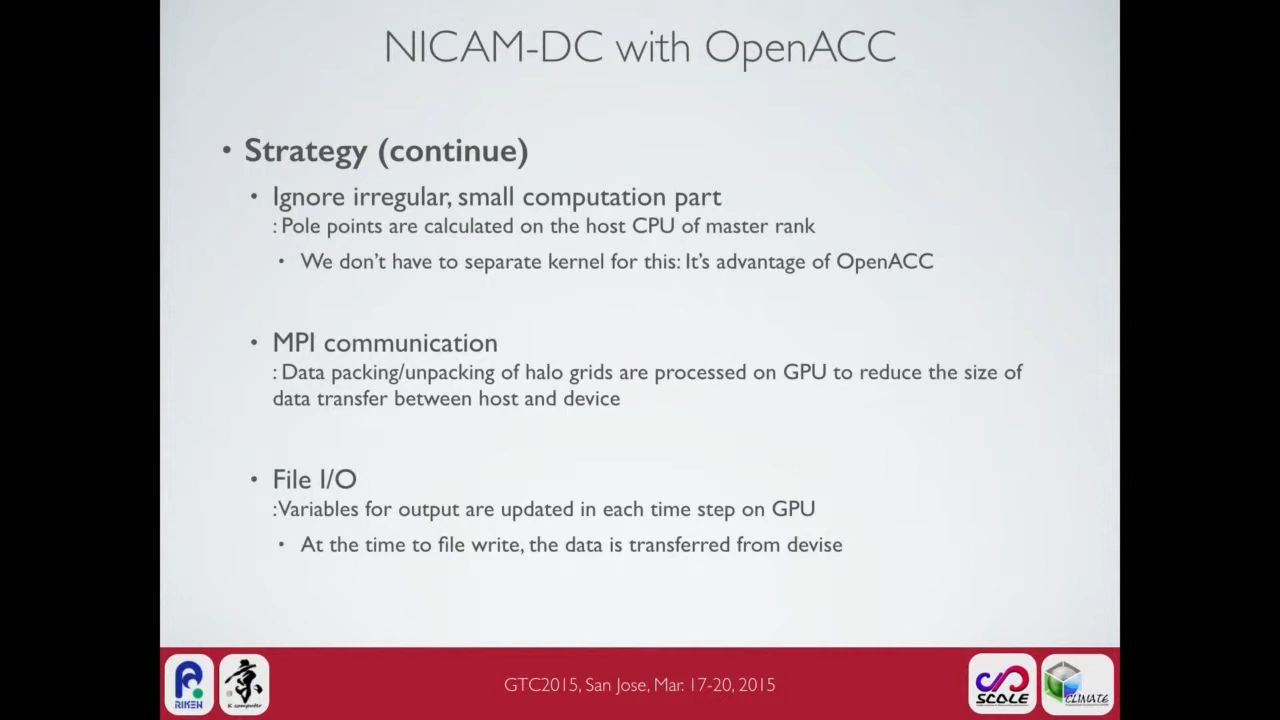 NICAM-DC with OpenACC
• Strategy (continue)
• Ignore irregular, small computation part
: Pole points are calculated on the host CPU of master rank
• We don't have to separate kernel for this: It's advantage of OpenACC
• MPI communication
: Data packing/unpacking of halo grids are processed on GPU to reduce the size of
data transfer between host and device
• File I/O
:Variables for output are updated in each time step on GPU
• At the time to file write, the data is transferred from devise
GTC2015, San Jose, Mar. 17-20, 2015
RIKEN
京
K computer
SCALE
CLIMATE